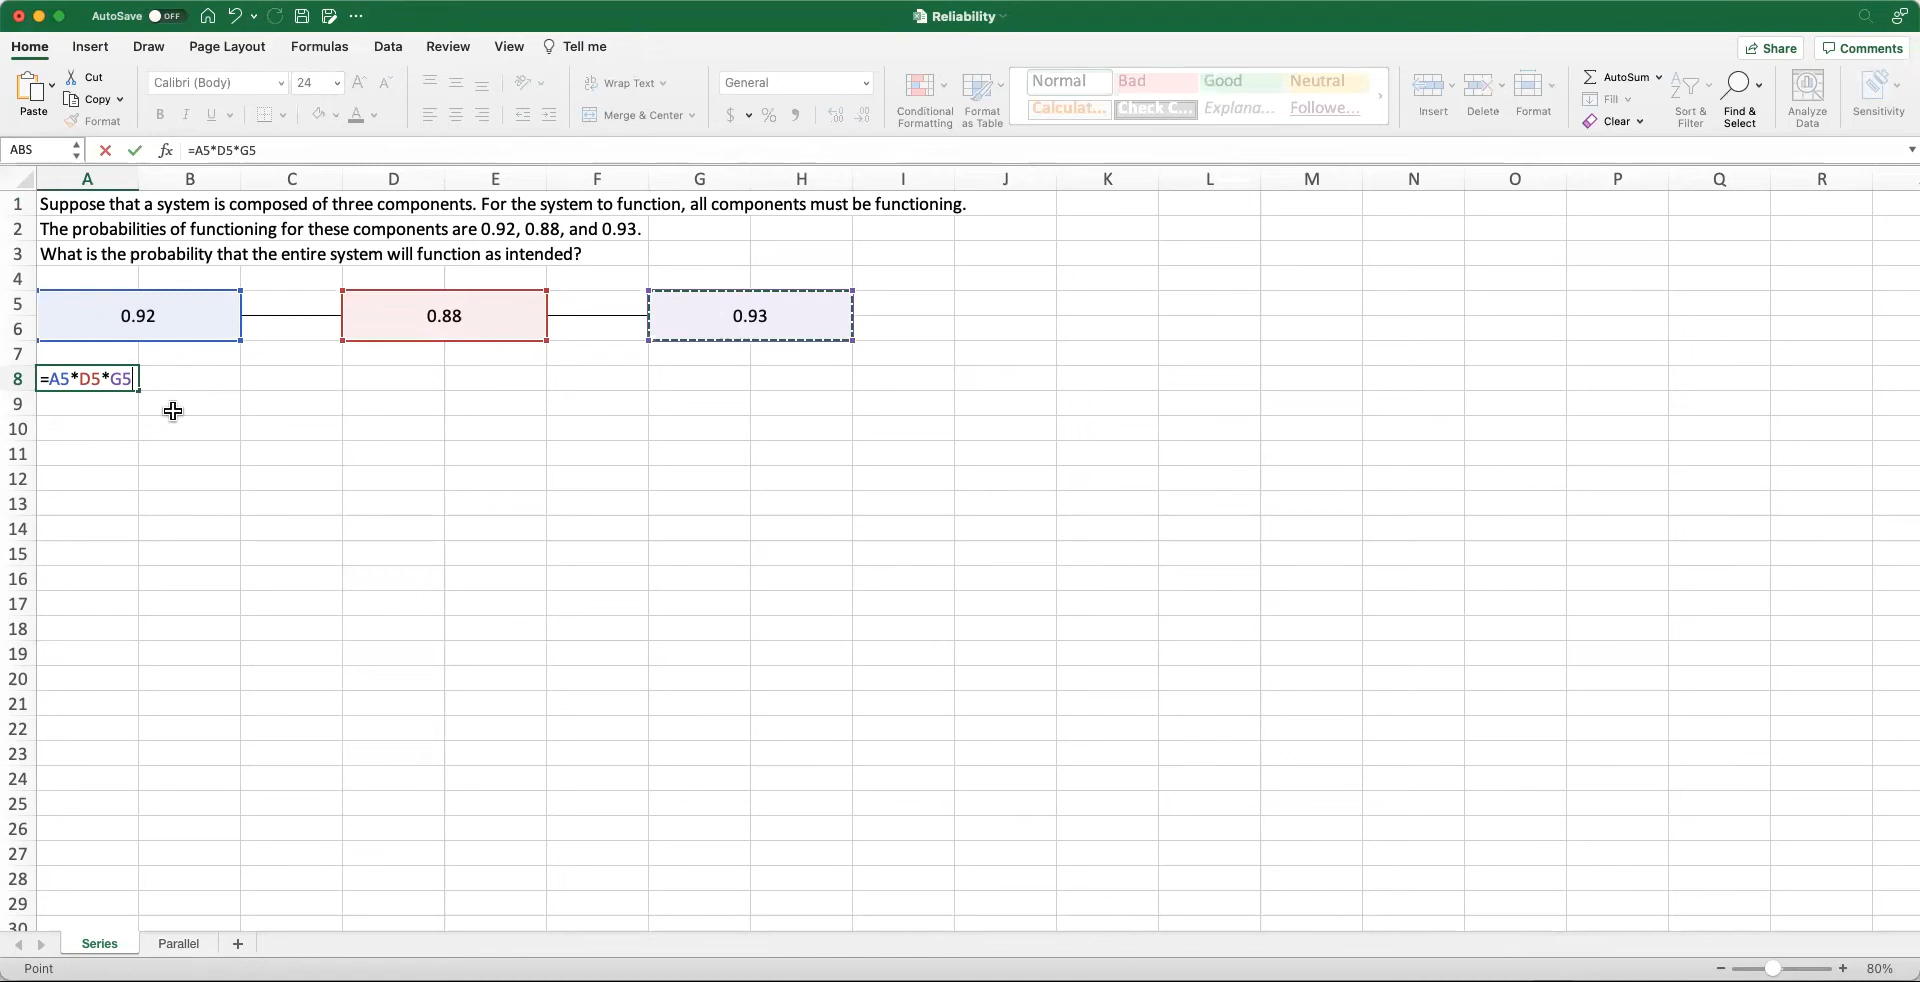 AutoSave OFF
Reliability
Home Insert Draw Page Layout Formulas Data Review View Tell me
Share Comments
Paste
Cut
Copy
Format
Calibri (Body) 24
B I U
Wrap Text
Merge & Center
General
$ %
Conditional Formatting
Format as Table
Normal Bad Good Neutral
Calculat... Check C... Explana... Followe...
Insert Delete Format
AutoSum
Fill
Clear
Sort & Filter
Find & Select
Analyze Data
Sensitivity
ABS fx =A5*D5*G5
A B C D E F G H I J K L M N O P Q R
1 Suppose that a system is composed of three components. For the system to function, all components must be functioning.
2 The probabilities of functioning for these components are 0.92, 0.88, and 0.93.
3 What is the probability that the entire system will function as intended?
4
5
0.92 0.88 0.93
6
7
8 =A5*D5*G5
9
10
11
12
13
14
15
16
17
18
19
20
21
22
23
24
25
26
27
28
29
30
Series Parallel +
Point
80%